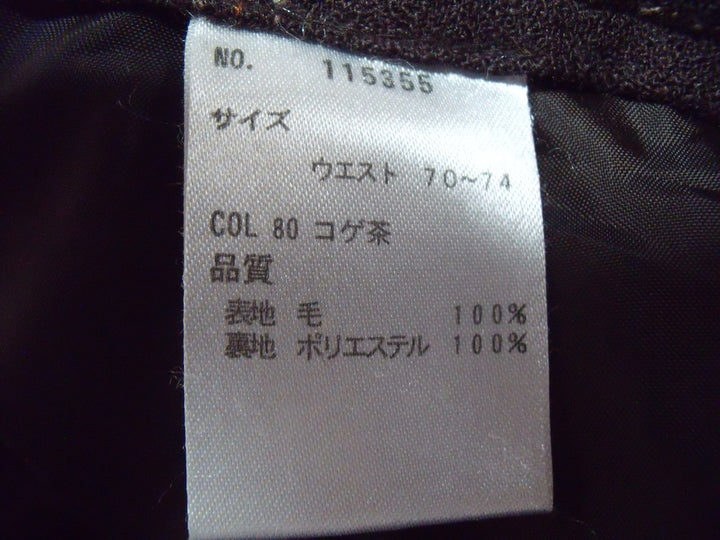 NO. 115355
サイズ
ウエスト 70~74
COL 80 コゲ茶
品質
表地 毛 100%
裏地 ポリエステル 100%